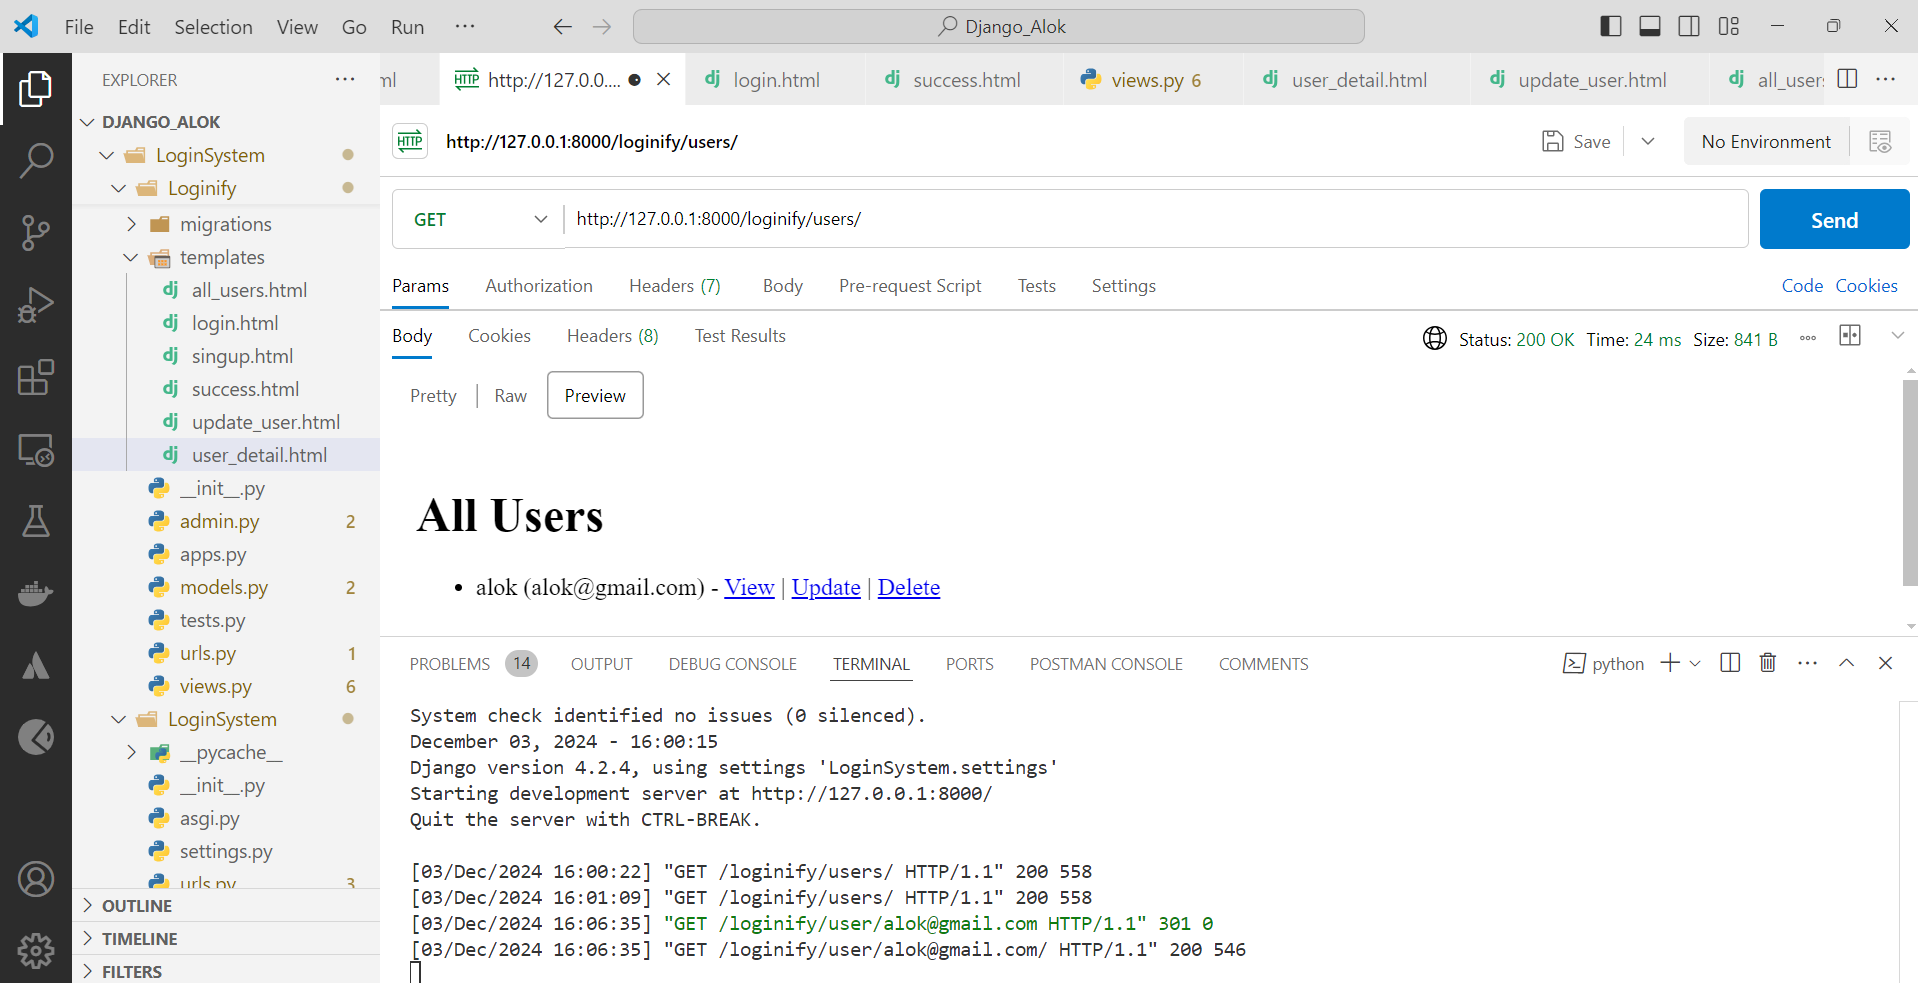 File Edit Selection View Go Run ··· Django_Alok
EXPLORER ···
DJANGO_ALOK
LoginSystem
Loginify
migrations
templates
all_users.html
login.html
singup.html
success.html
update_user.html
user_detail.html
__init__.py
admin.py 2
apps.py
models.py 2
tests.py
urls.py 1
views.py 6
LoginSystem
__pycache__
__init__.py
asgi.py
settings.py
urls.py 3
OUTLINE
TIMELINE
FILTERS
ml HTTP http://127.0.0.... login.html success.html views.py 6 user_detail.html update_user.html all_users ···
HTTP http://127.0.0.1:8000/loginify/users/ Save No Environment
GET http://127.0.0.1:8000/loginify/users/ Send
Params Authorization Headers (7) Body Pre-request Script Tests Settings Code Cookies
Body Cookies Headers (8) Test Results Status: 200 OK Time: 24 ms Size: 841 B
Pretty Raw Preview
All Users
• alok (alok@gmail.com) - View | Update | Delete
PROBLEMS 14 OUTPUT DEBUG CONSOLE TERMINAL PORTS POSTMAN CONSOLE COMMENTS python ···
System check identified no issues (0 silenced).
December 03, 2024 - 16:00:15
Django version 4.2.4, using settings 'LoginSystem.settings'
Starting development server at http://127.0.0.1:8000/
Quit the server with CTRL-BREAK.
[03/Dec/2024 16:00:22] "GET /loginify/users/ HTTP/1.1" 200 558
[03/Dec/2024 16:01:09] "GET /loginify/users/ HTTP/1.1" 200 558
[03/Dec/2024 16:06:35] "GET /loginify/user/alok@gmail.com HTTP/1.1" 301 0
[03/Dec/2024 16:06:35] "GET /loginify/user/alok@gmail.com/ HTTP/1.1" 200 546